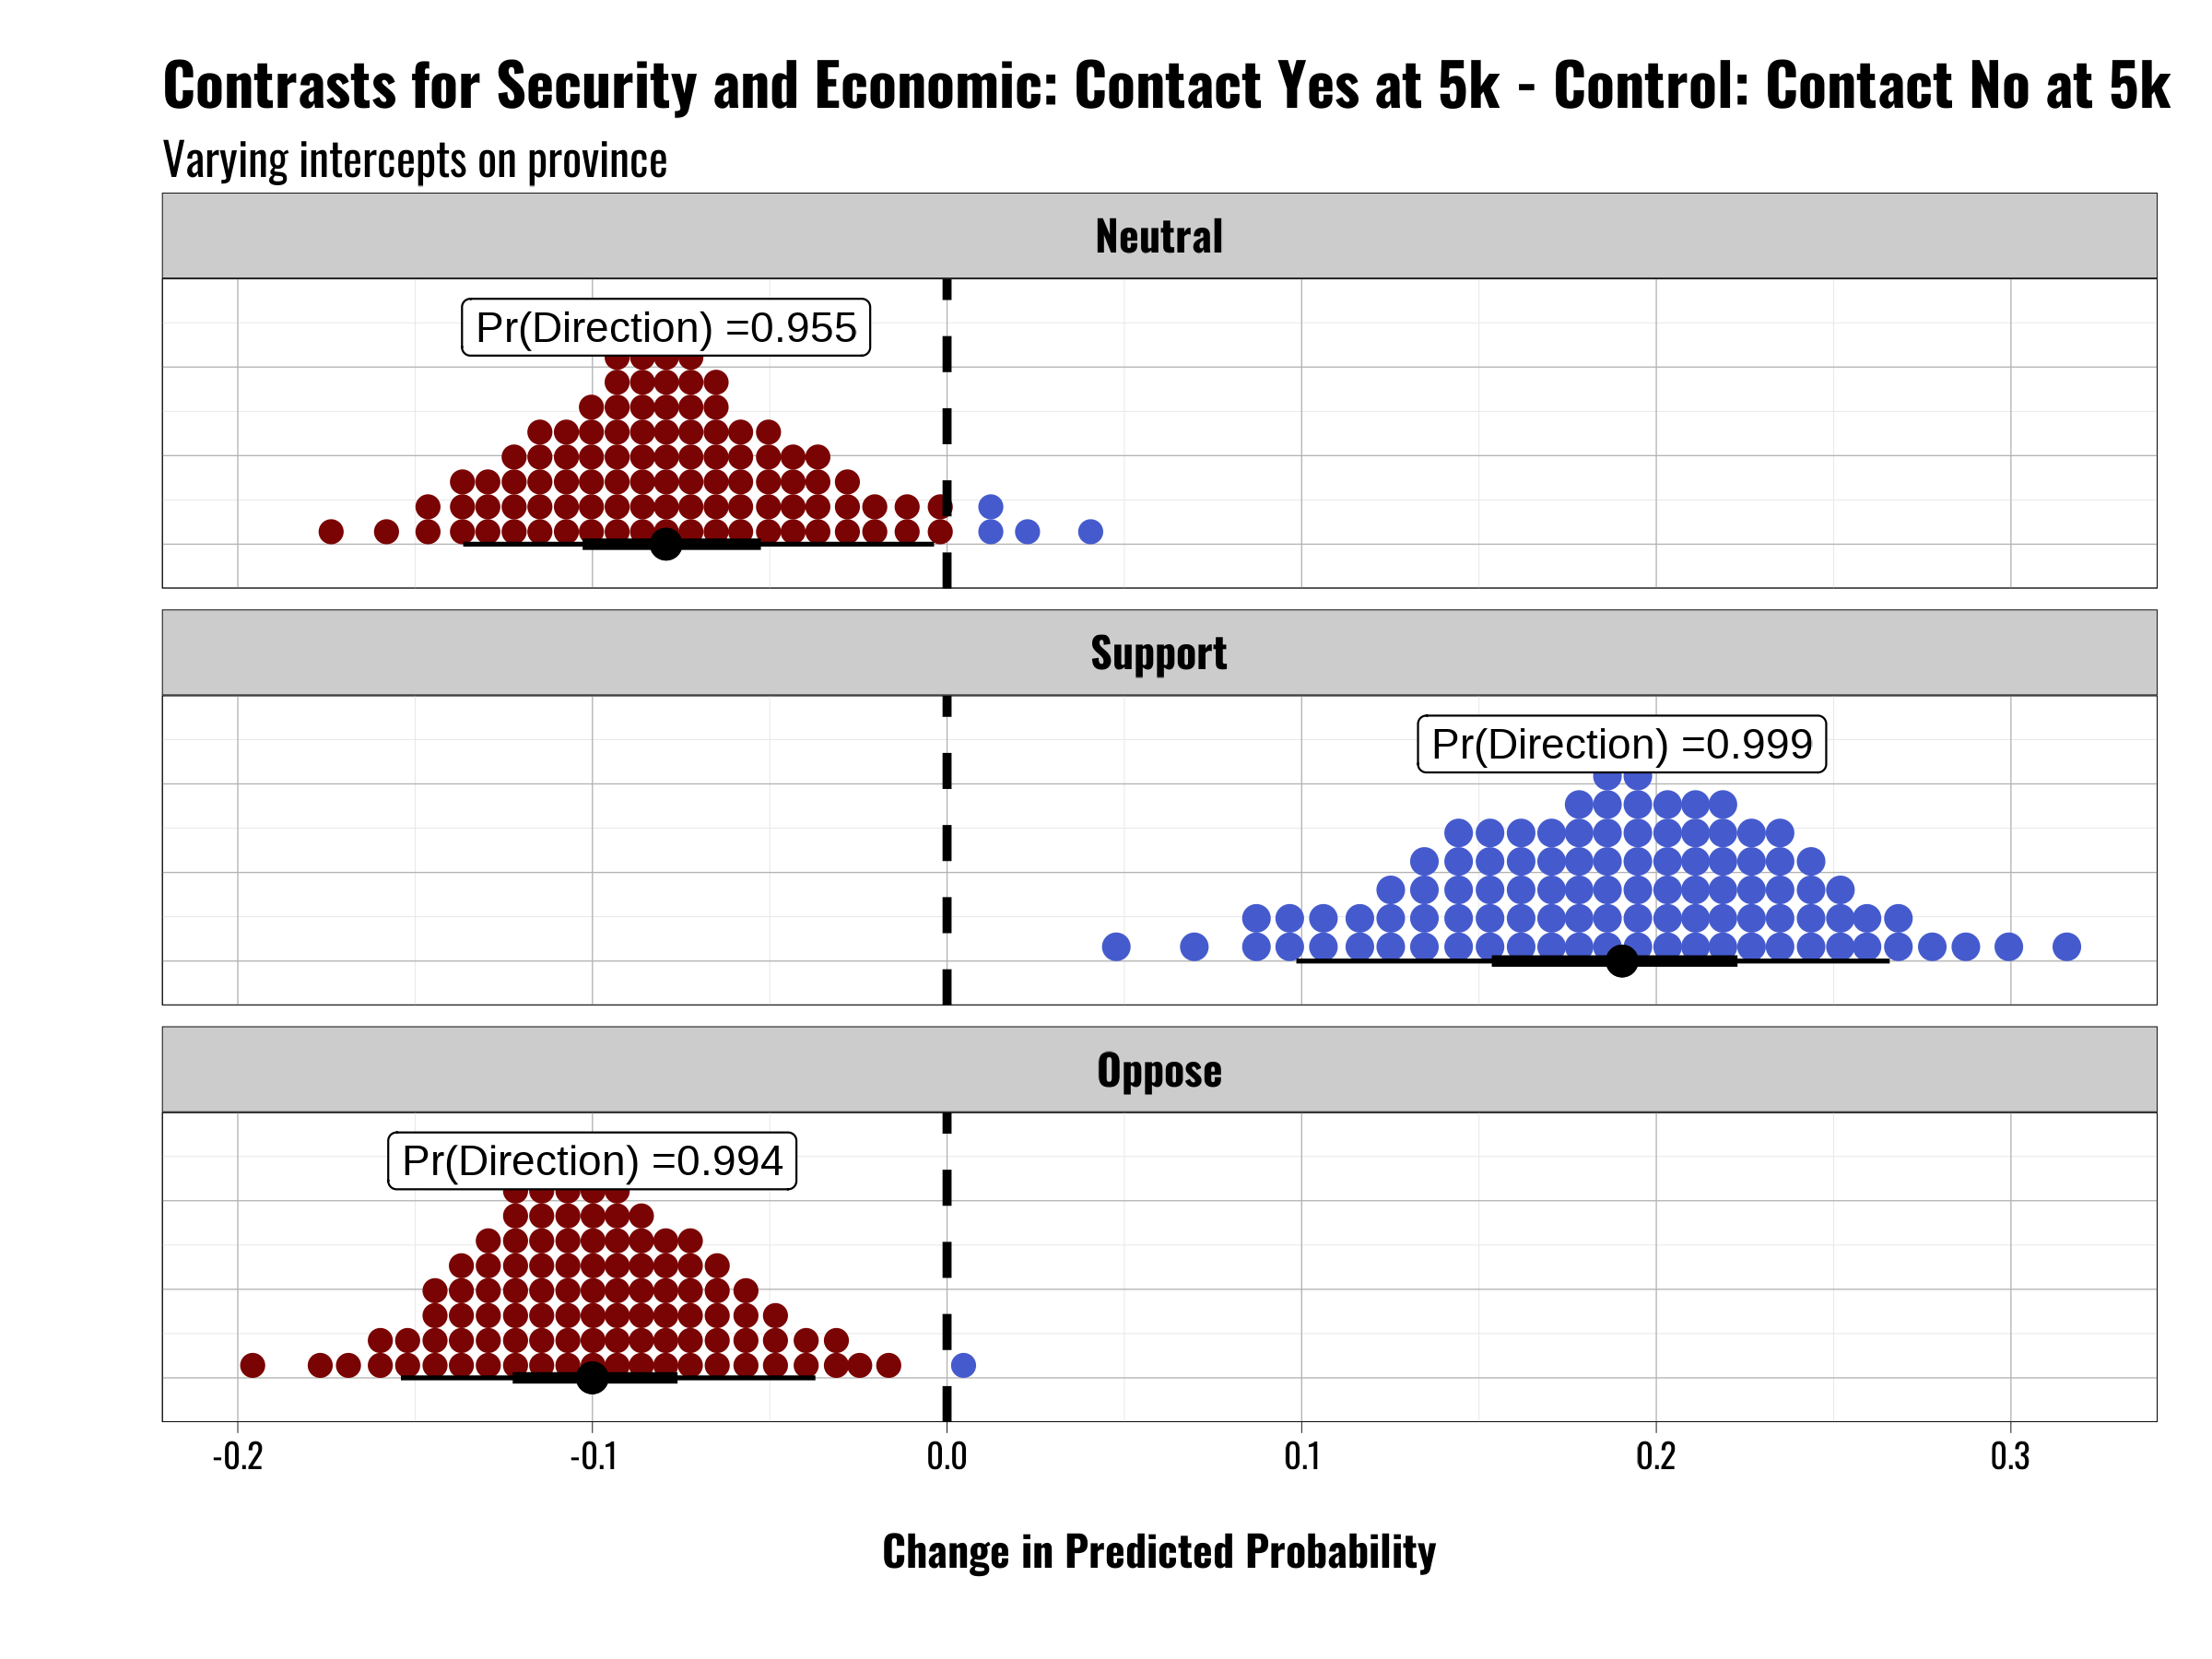 Contrasts for Security and Economic: Contact Yes at 5k - Control: Contact No at 5k
Varying intercepts on province
Neutral
Pr(Direction) =0.955
Support
Pr(Direction) =0.999
Oppose
Pr(Direction) =0.994
-0.2 -0.1 0.0 0.1 0.2 0.3
Change in Predicted Probability